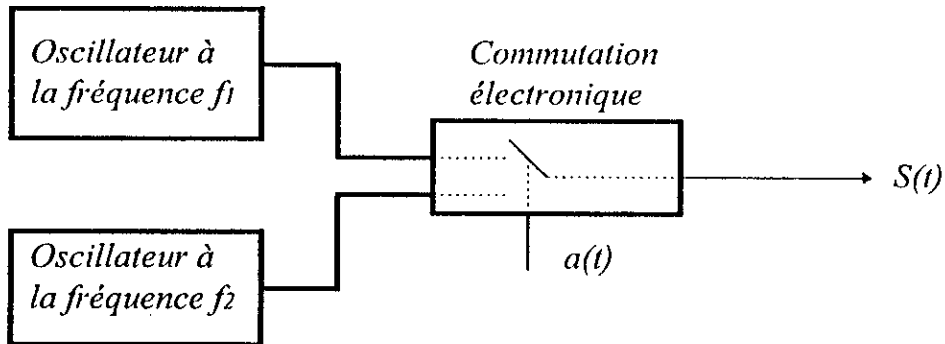 Oscillateur à
la fréquence f1
Commutation
électronique
S(t)
a(t)
Oscillateur à
la fréquence f2